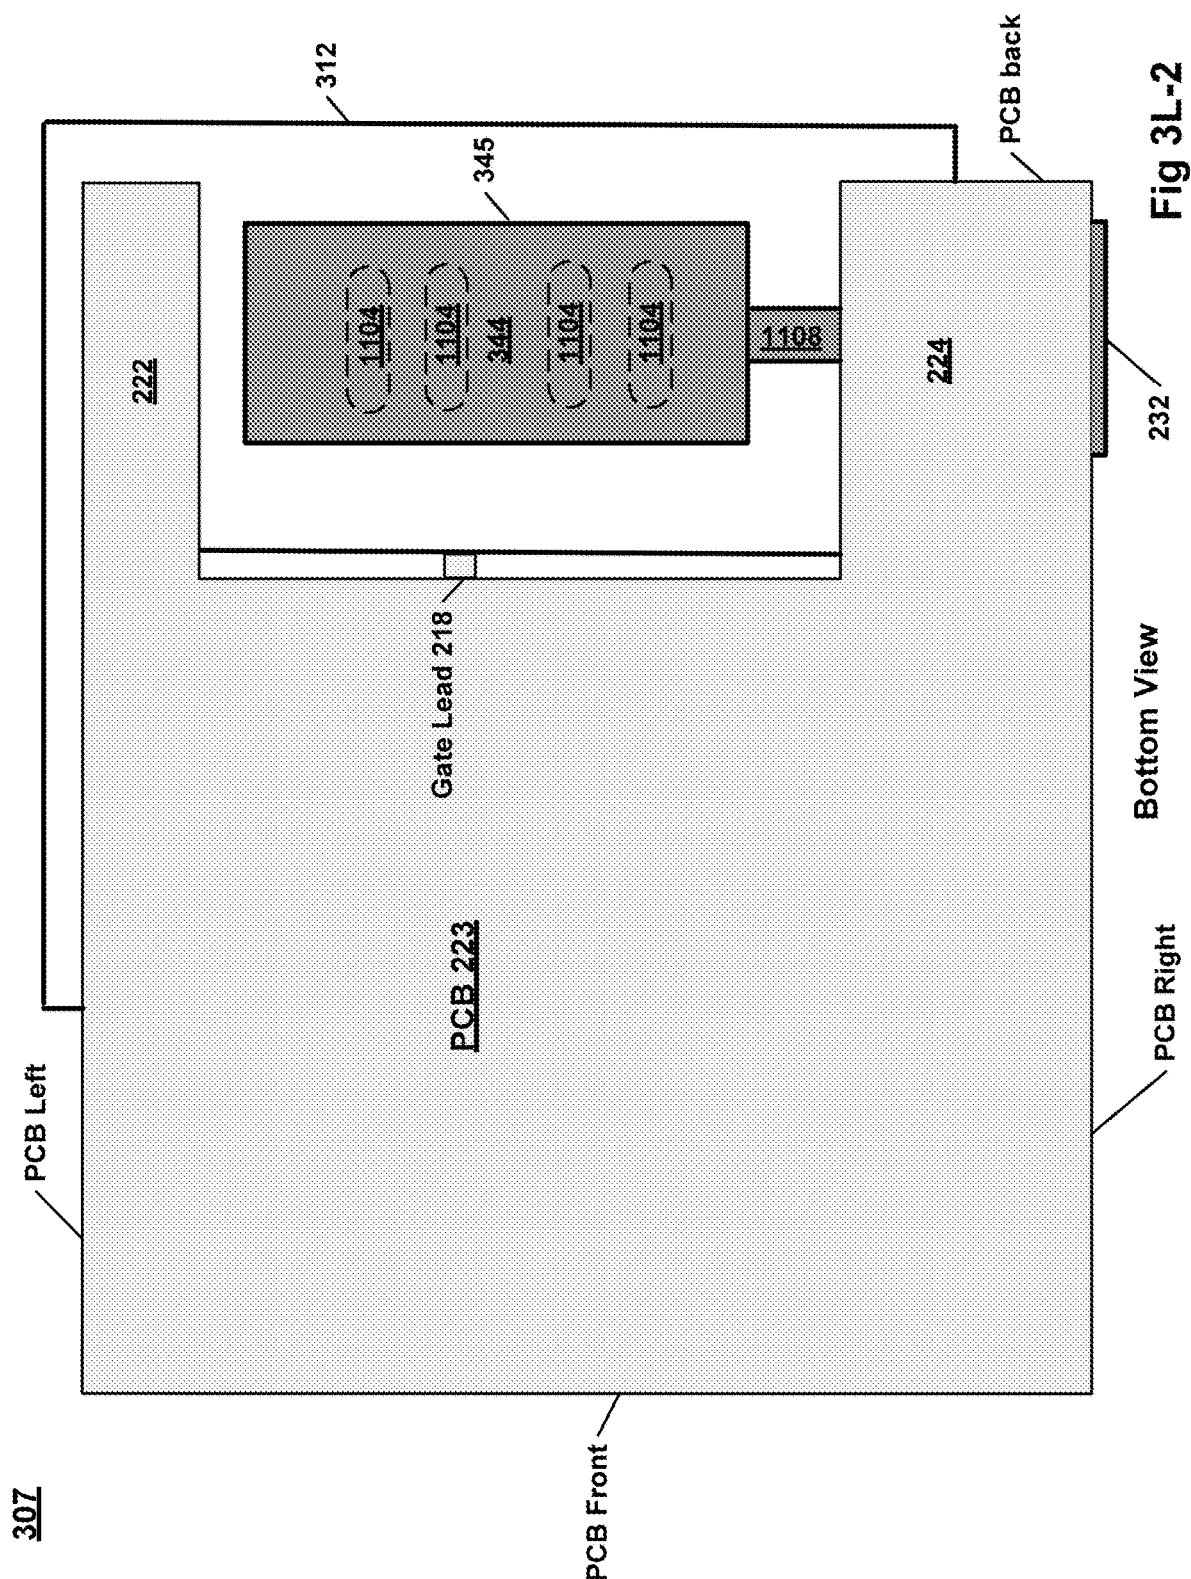 307
PCB Left
312
222
345
1104
1104
344
1104
1104
1108
224
Gate Lead 218
PCB 223
PCB Front
PCB Right
232
PCB back
Bottom View
Fig 3L-2